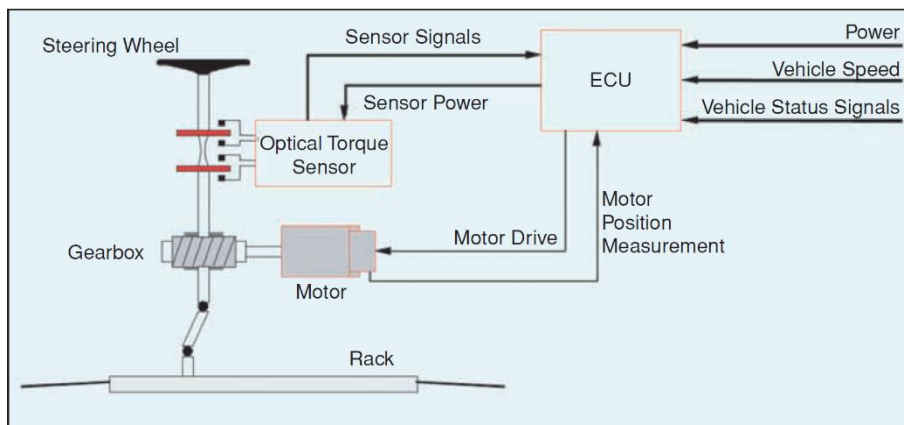 Steering Wheel
Sensor Signals
Sensor Power
Optical Torque
Sensor
ECU
Power
Vehicle Speed
Vehicle Status Signals
Gearbox
Motor
Motor Drive
Motor
Position
Measurement
Rack